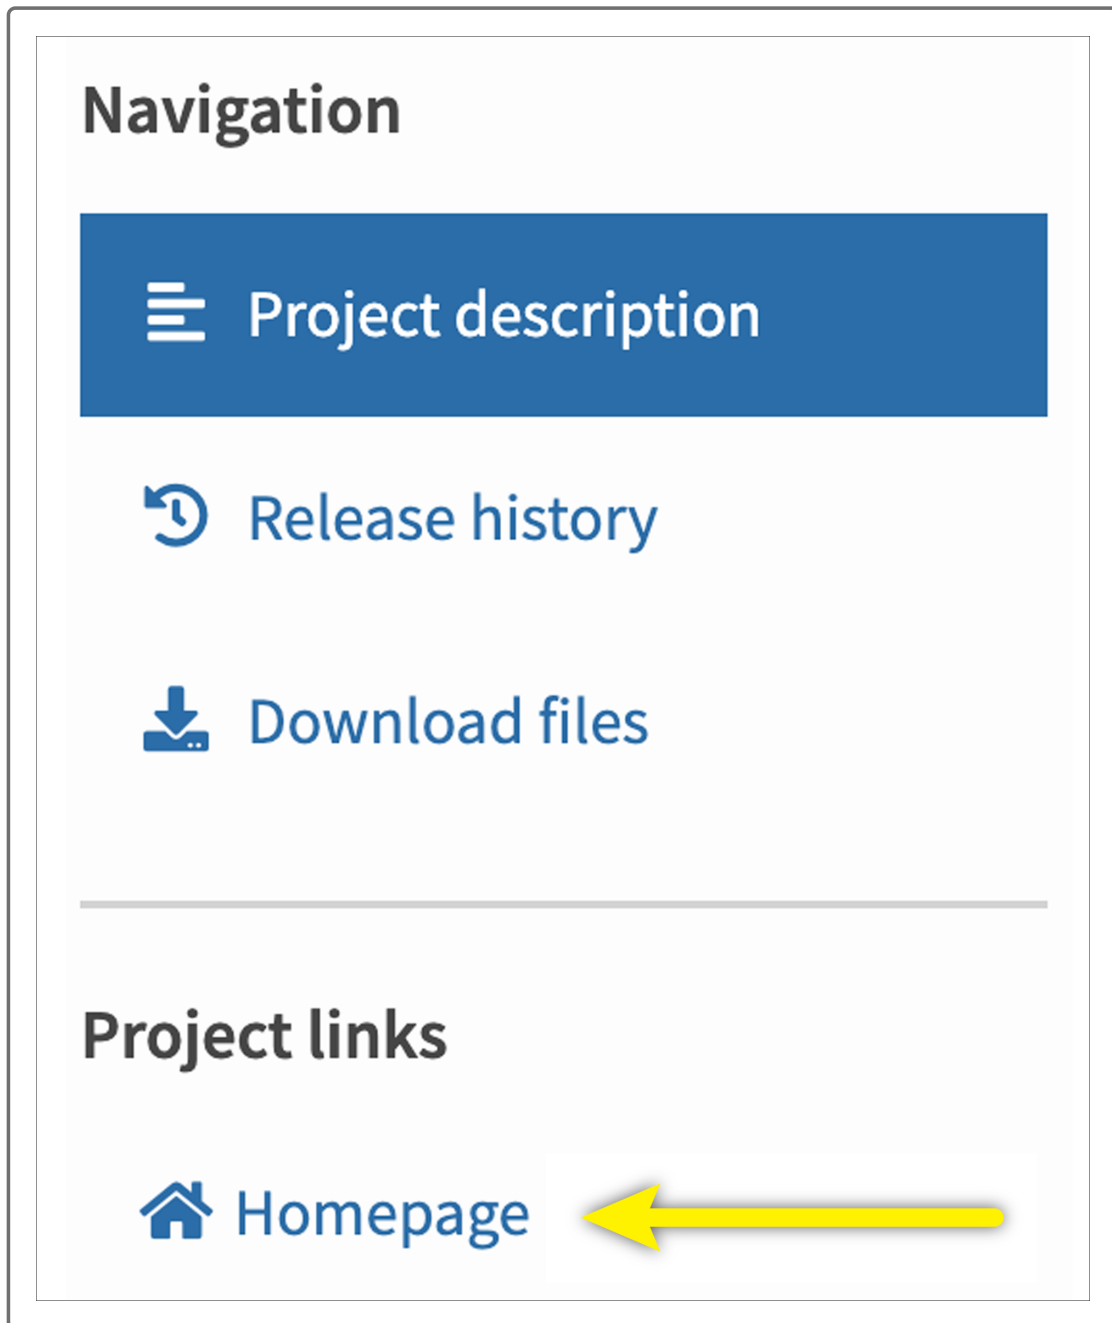 Navigation
Project description
Release history
Download files
Project links
Homepage